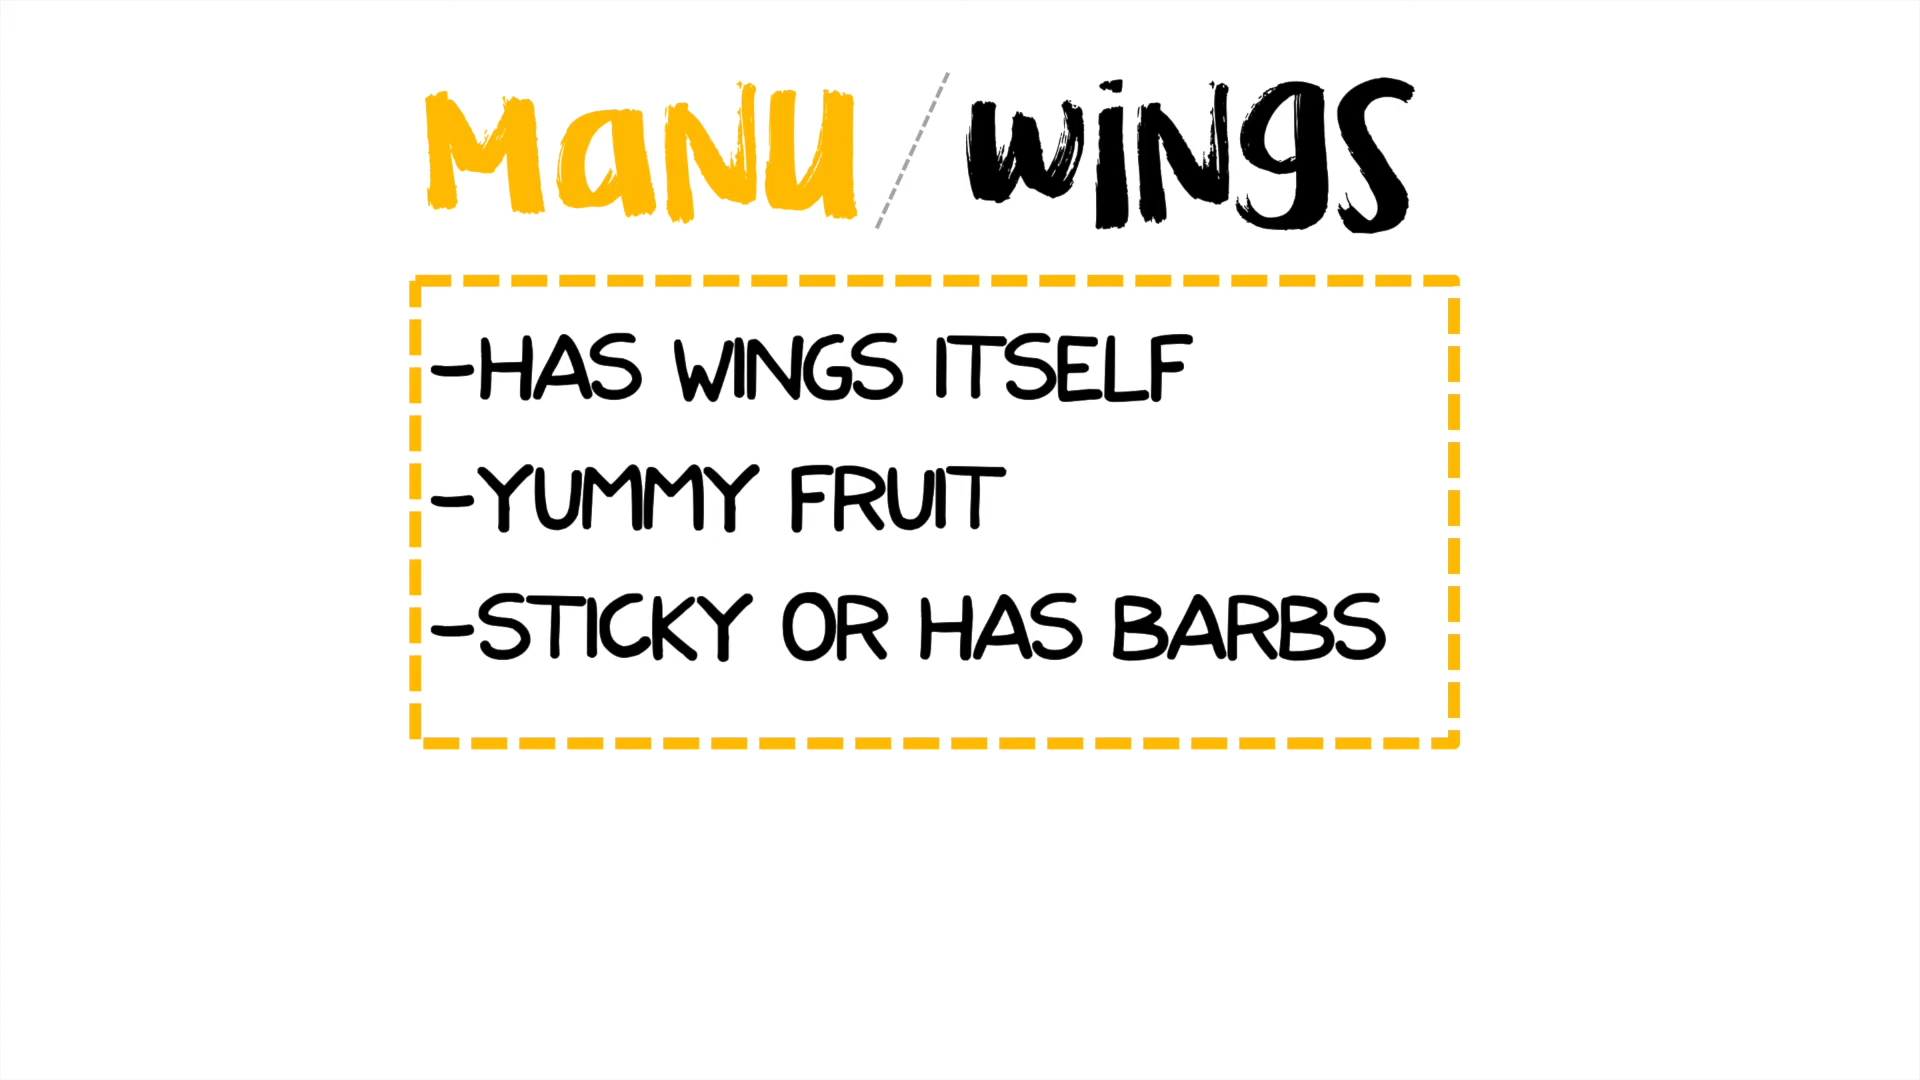 MaNU / WiNgS
-HAS WINGS ITSELF
-YUMMY FRUIT
-STICKY OR HAS BARBS